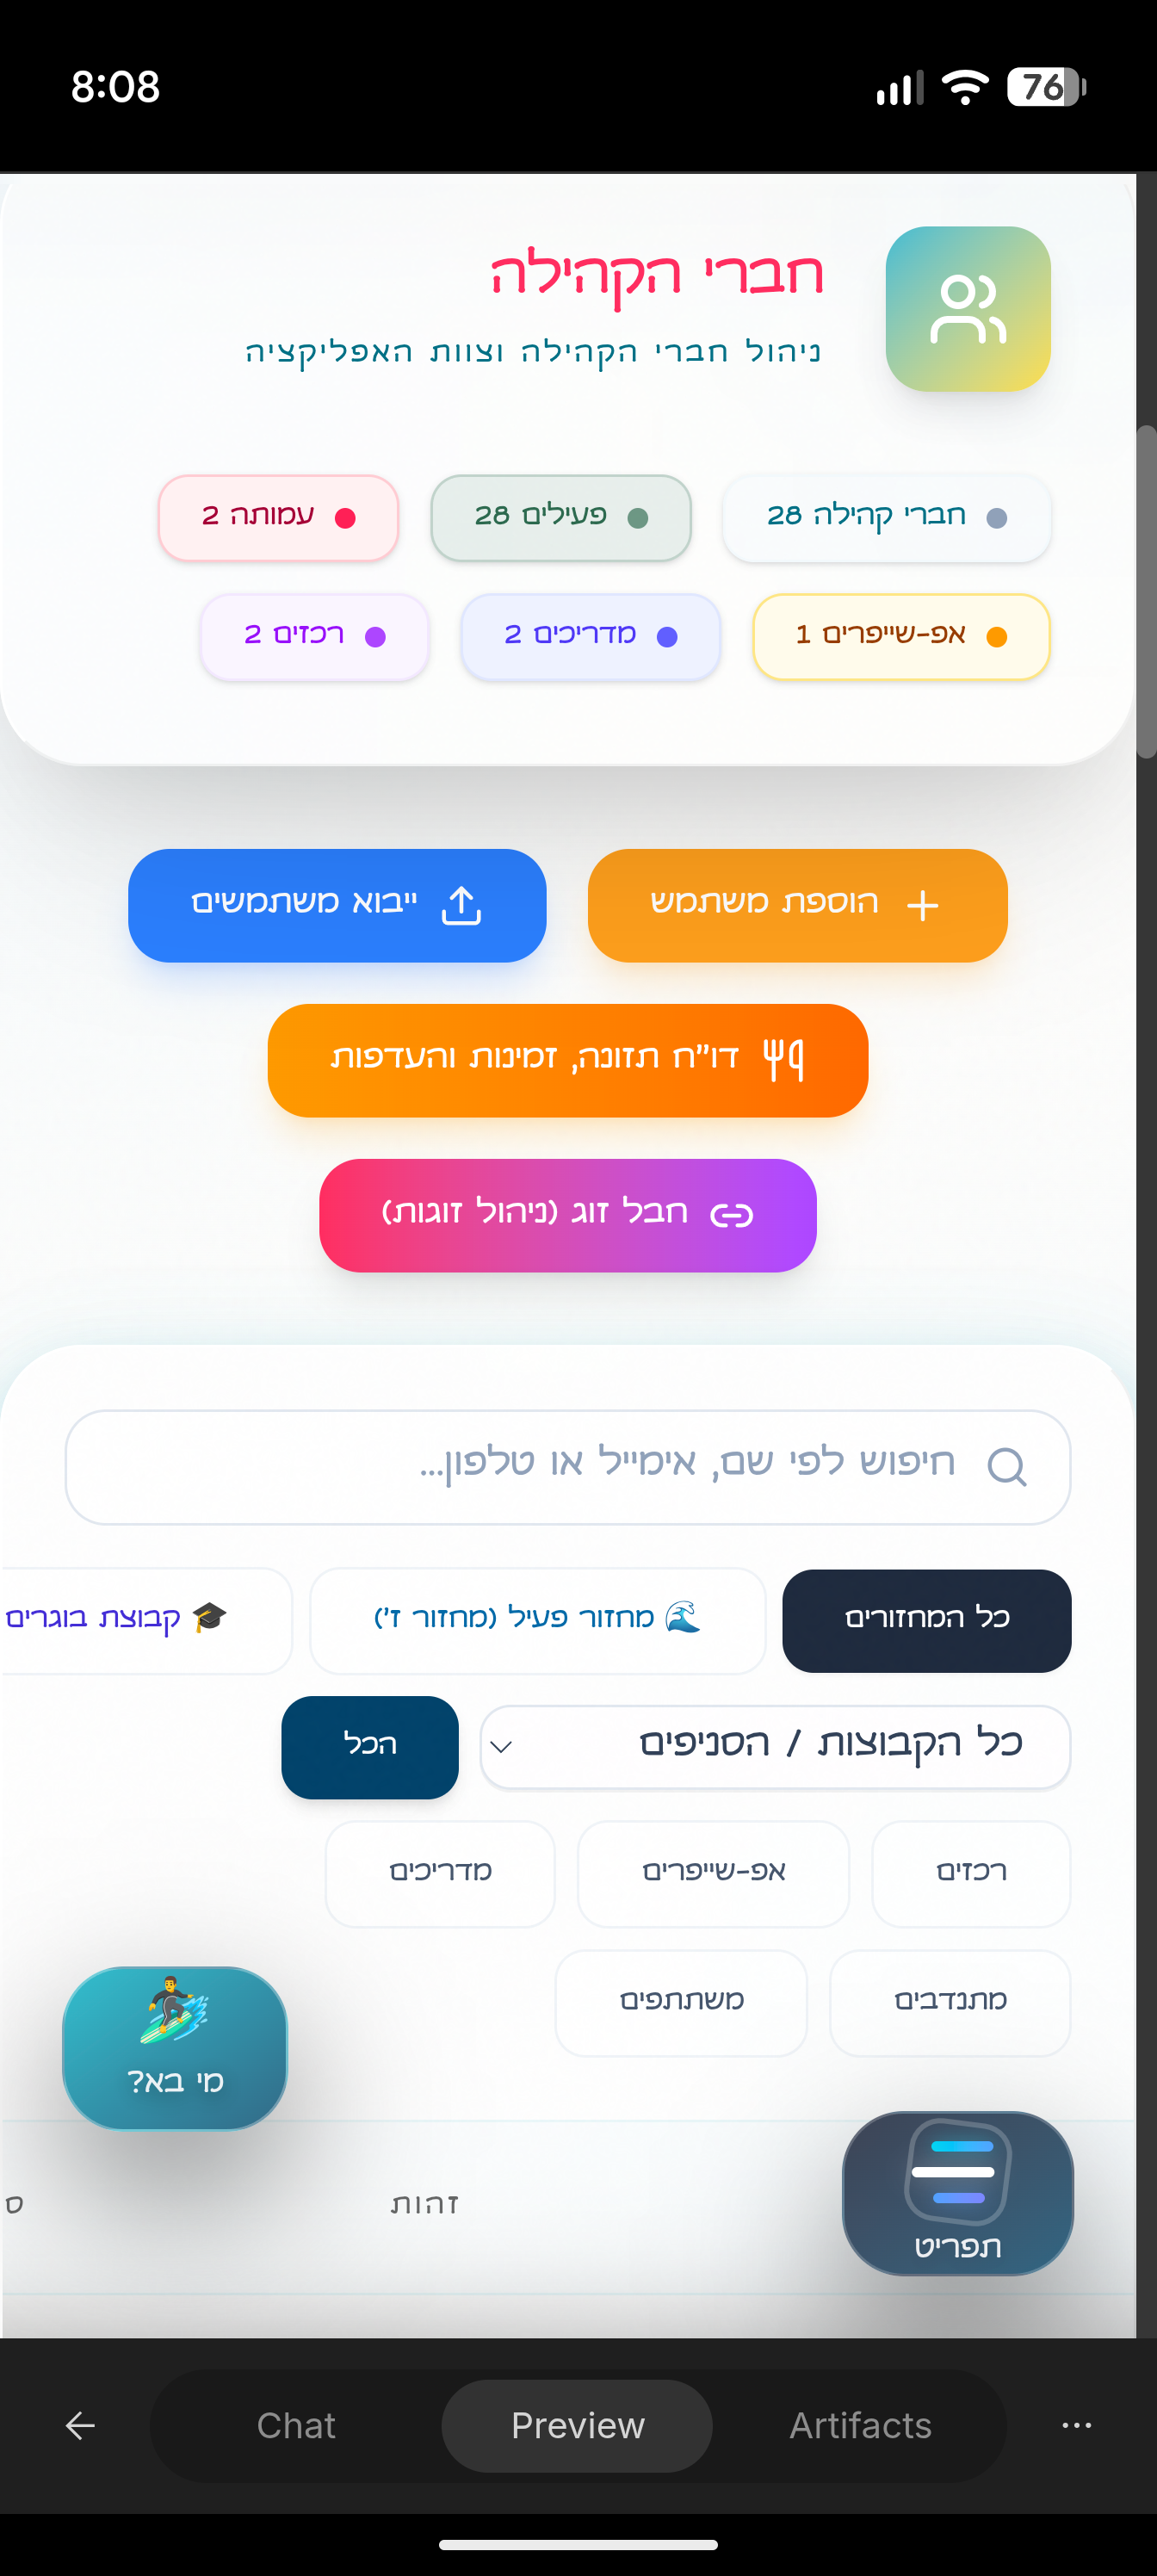 8:08
76
חברי הקהילה
ניהול חברי הקהילה וצוות האפליקציה
חברי קהילה 28
פעילים 28
עמותה 2
אפ-שייפרים 1
מדריכים 2
רכזים 2
הוספת משתמש
ייבוא משתמשים
דו"ח תזונה, זמינות והעדפות
חבל זוג (ניהול זוגות)
חיפוש לפי שם, אימייל או טלפון...
כל המחזורים
מחזור פעיל (מחזור ז')
קבוצת בוגרים
כל הקבוצות / הסניפים
הכל
רכזים
אפ-שייפרים
מדריכים
מתנדבים
משתתפים
מי בא?
זהות
ס
תפריט
Chat
Preview
Artifacts